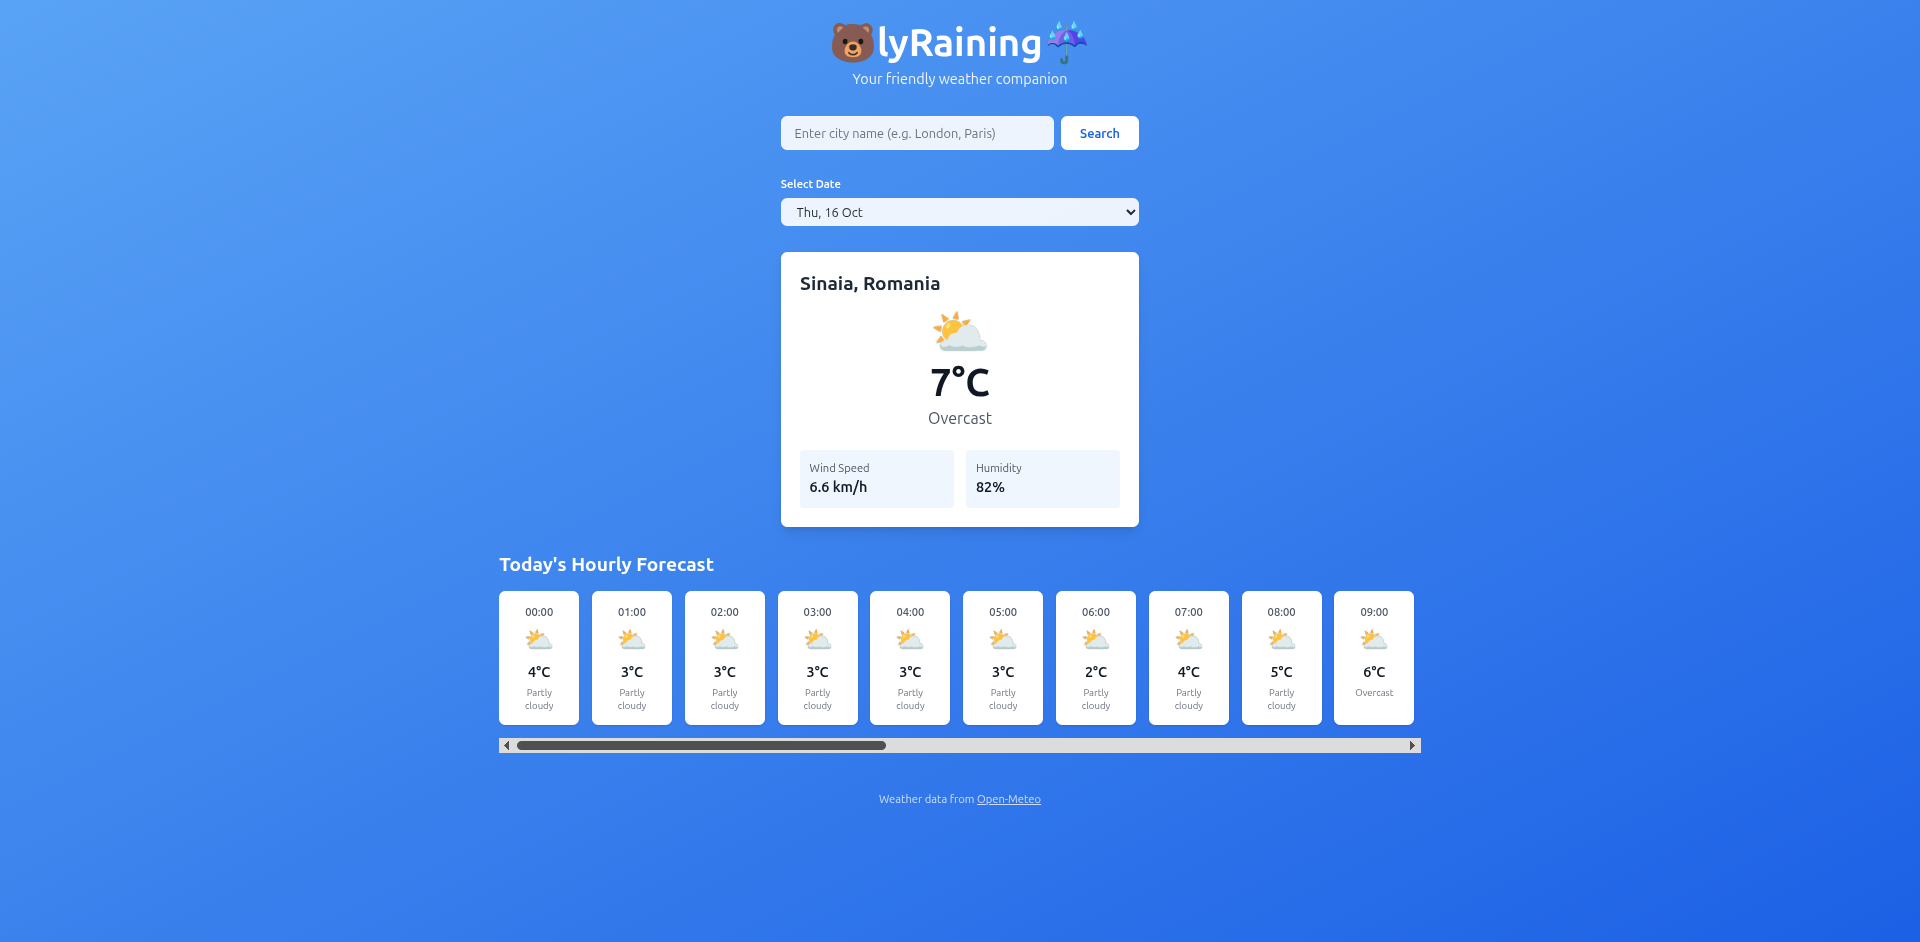 🐻lyRaining☔
Your friendly weather companion
Enter city name (e.g. London, Paris)
Search
Select Date
Thu, 16 Oct
Sinaia, Romania
7°C
Overcast
Wind Speed
6.6 km/h
Humidity
82%
Today's Hourly Forecast
00:00
4°C
Partly
cloudy
01:00
3°C
Partly
cloudy
02:00
3°C
Partly
cloudy
03:00
3°C
Partly
cloudy
04:00
3°C
Partly
cloudy
05:00
3°C
Partly
cloudy
06:00
2°C
Partly
cloudy
07:00
4°C
Partly
cloudy
08:00
5°C
Partly
cloudy
09:00
6°C
Overcast
Weather data from Open-Meteo